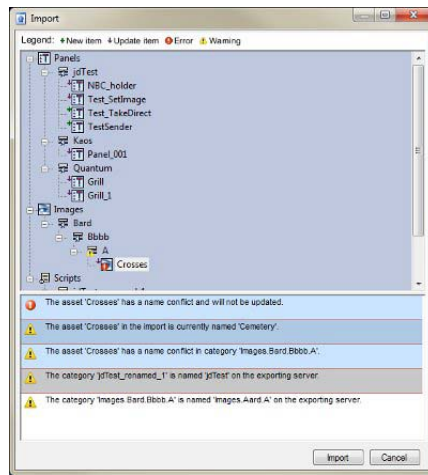 Import
Legend: +New item +Update item Error Warning
Panels
jdTest
NBC_holder
Test_SetImage
Test_TakeDirect
TestSender
Kaos
Panel_001
Quantum
Grill
Grill_1
Images
Bard
Bbbb
A
Crosses
Scripts
The asset 'Crosses' has a name conflict and will not be updated.
The asset 'Crosses' in the import is currently named 'Cemetery'.
The asset 'Crosses' has a name conflict in category 'Images.Bard.Bbbb.A'.
The category 'jdTest_renamed_1' is named 'jdTest' on the exporting server.
The category 'Images.Bard.Bbbb.A' is named 'Images.Aard.A' on the exporting server.
Import Cancel